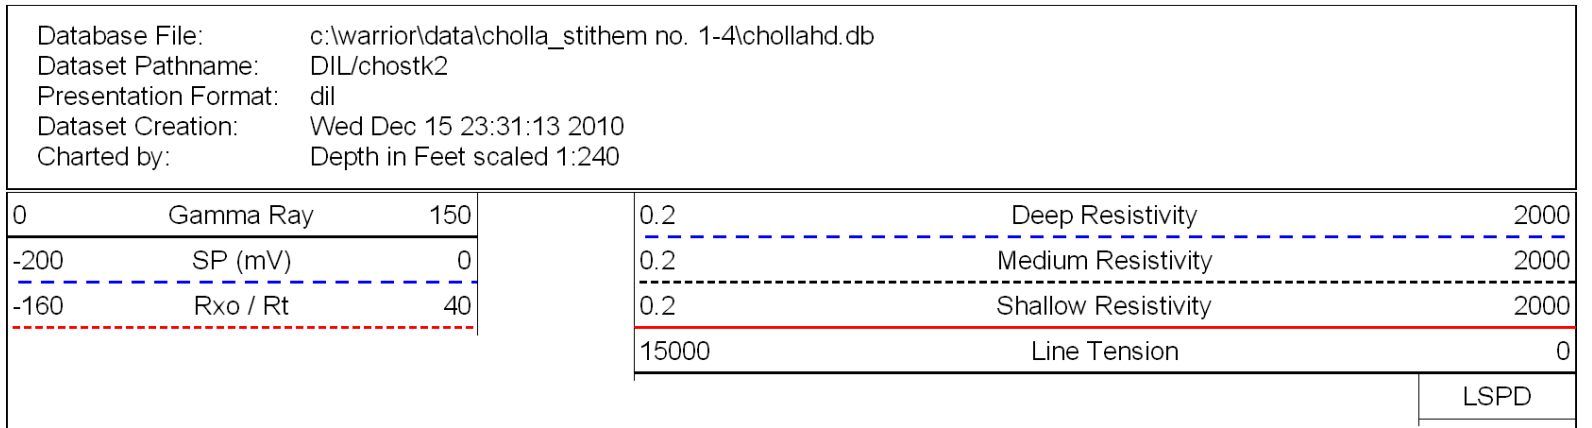 Database File: c:\warrior\data\cholla_stithem no. 1-4\chollahd.db
Dataset Pathname: DIL/chostk2
Presentation Format: dil
Dataset Creation: Wed Dec 15 23:31:13 2010
Charted by: Depth in Feet scaled 1:240
0 Gamma Ray 150
-200 SP (mV) 0
-160 Rxo / Rt 40
0.2 Deep Resistivity 2000
0.2 Medium Resistivity 2000
0.2 Shallow Resistivity 2000
15000 Line Tension 0
LSPD